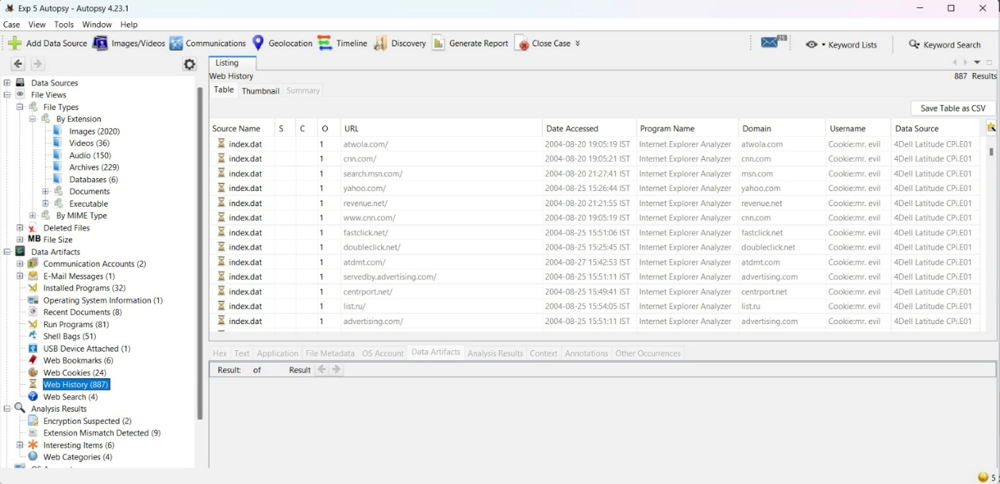 Exp 5 Autopsy - Autopsy 4.23.1
Case View Tools Window Help
Add Data Source Images/Videos Communications Geolocation Timeline Discovery Generate Report Close Case 25 Keyword Lists Keyword Search
Data Sources
File Views
File Types
By Extension
Images (2020)
Videos (36)
Audio (150)
Archives (229)
Databases (6)
Documents
Executable
By MIME Type
Deleted Files
MB File Size
Data Artifacts
Communication Accounts (2)
E-Mail Messages (1)
Installed Programs (32)
Operating System Information (1)
Recent Documents (8)
Run Programs (81)
Shell Bags (51)
USB Device Attached (1)
Web Bookmarks (6)
Web Cookies (24)
Web History (887)
Web Search (4)
Analysis Results
Encryption Suspected (2)
Extension Mismatch Detected (9)
Interesting Items (6)
Web Categories (4)
Listing
Web History 887 Results
Table Thumbnail Summary
Save Table as CSV
Source Name S C O URL Date Accessed Program Name Domain Username Data Source
index.dat 1 atwola.com/ 2004-08-20 19:05:19 IST Internet Explorer Analyzer atwola.com Cookie:mr. evil 4Dell Latitude CPi.E01
index.dat 1 cnn.com/ 2004-08-20 19:05:21 IST Internet Explorer Analyzer cnn.com Cookie:mr. evil 4Dell Latitude CPi.E01
index.dat 1 search.msn.com/ 2004-08-20 21:27:41 IST Internet Explorer Analyzer msn.com Cookie:mr. evil 4Dell Latitude CPi.E01
index.dat 1 yahoo.com/ 2004-08-25 15:26:44 IST Internet Explorer Analyzer yahoo.com Cookie:mr. evil 4Dell Latitude CPi.E01
index.dat 1 revenue.net/ 2004-08-20 21:21:55 IST Internet Explorer Analyzer revenue.net Cookie:mr. evil 4Dell Latitude CPi.E01
index.dat 1 www.cnn.com/ 2004-08-20 19:05:19 IST Internet Explorer Analyzer cnn.com Cookie:mr. evil 4Dell Latitude CPi.E01
index.dat 1 fastclick.net/ 2004-08-25 15:51:06 IST Internet Explorer Analyzer fastclick.net Cookie:mr. evil 4Dell Latitude CPi.E01
index.dat 1 doubleclick.net/ 2004-08-25 15:25:45 IST Internet Explorer Analyzer doubleclick.net Cookie:mr. evil 4Dell Latitude CPi.E01
index.dat 1 atdmt.com/ 2004-08-27 15:42:53 IST Internet Explorer Analyzer atdmt.com Cookie:mr. evil 4Dell Latitude CPi.E01
index.dat 1 servedby.advertising.com/ 2004-08-25 15:51:11 IST Internet Explorer Analyzer advertising.com Cookie:mr. evil 4Dell Latitude CPi.E01
index.dat 1 centrport.net/ 2004-08-25 15:49:41 IST Internet Explorer Analyzer centrport.net Cookie:mr. evil 4Dell Latitude CPi.E01
index.dat 1 list.ru/ 2004-08-25 15:54:05 IST Internet Explorer Analyzer list.ru Cookie:mr. evil 4Dell Latitude CPi.E01
index.dat 1 advertising.com/ 2004-08-25 15:51:11 IST Internet Explorer Analyzer advertising.com Cookie:mr. evil 4Dell Latitude CPi.E01
Hex Text Application File Metadata OS Account Data Artifacts Analysis Results Context Annotations Other Occurrences
Result: of Result
5